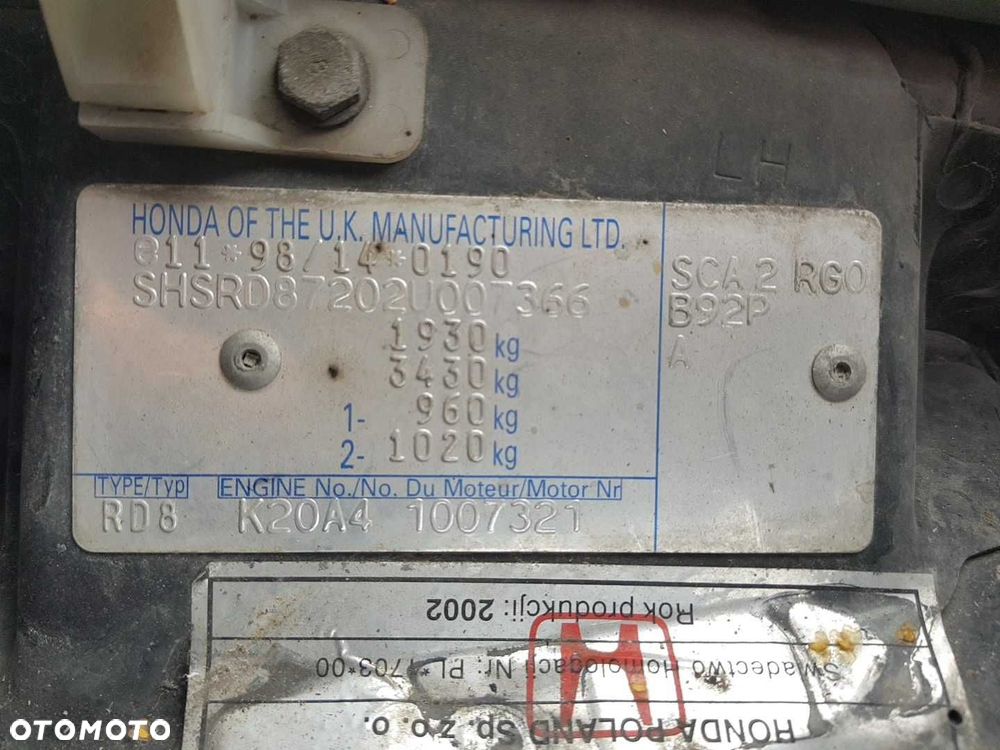 LH
HONDA OF THE U.K. MANUFACTURING LTD.
e11*98/14*0190
SHSRD87202U007366
1930 kg
3430 kg
1- 960 kg
2- 1020 kg
TYPE/Typ ENGINE No./No. Du Moteur/Motor Nr
RD8 K20A4 1007321
SCA2 RG0
B92P
A
HONDA POLAND Sp. z o. o.
Świadectwo Homologacji Nr. PL*1703*00
Rok produkcji: 2002
OTOMOTO